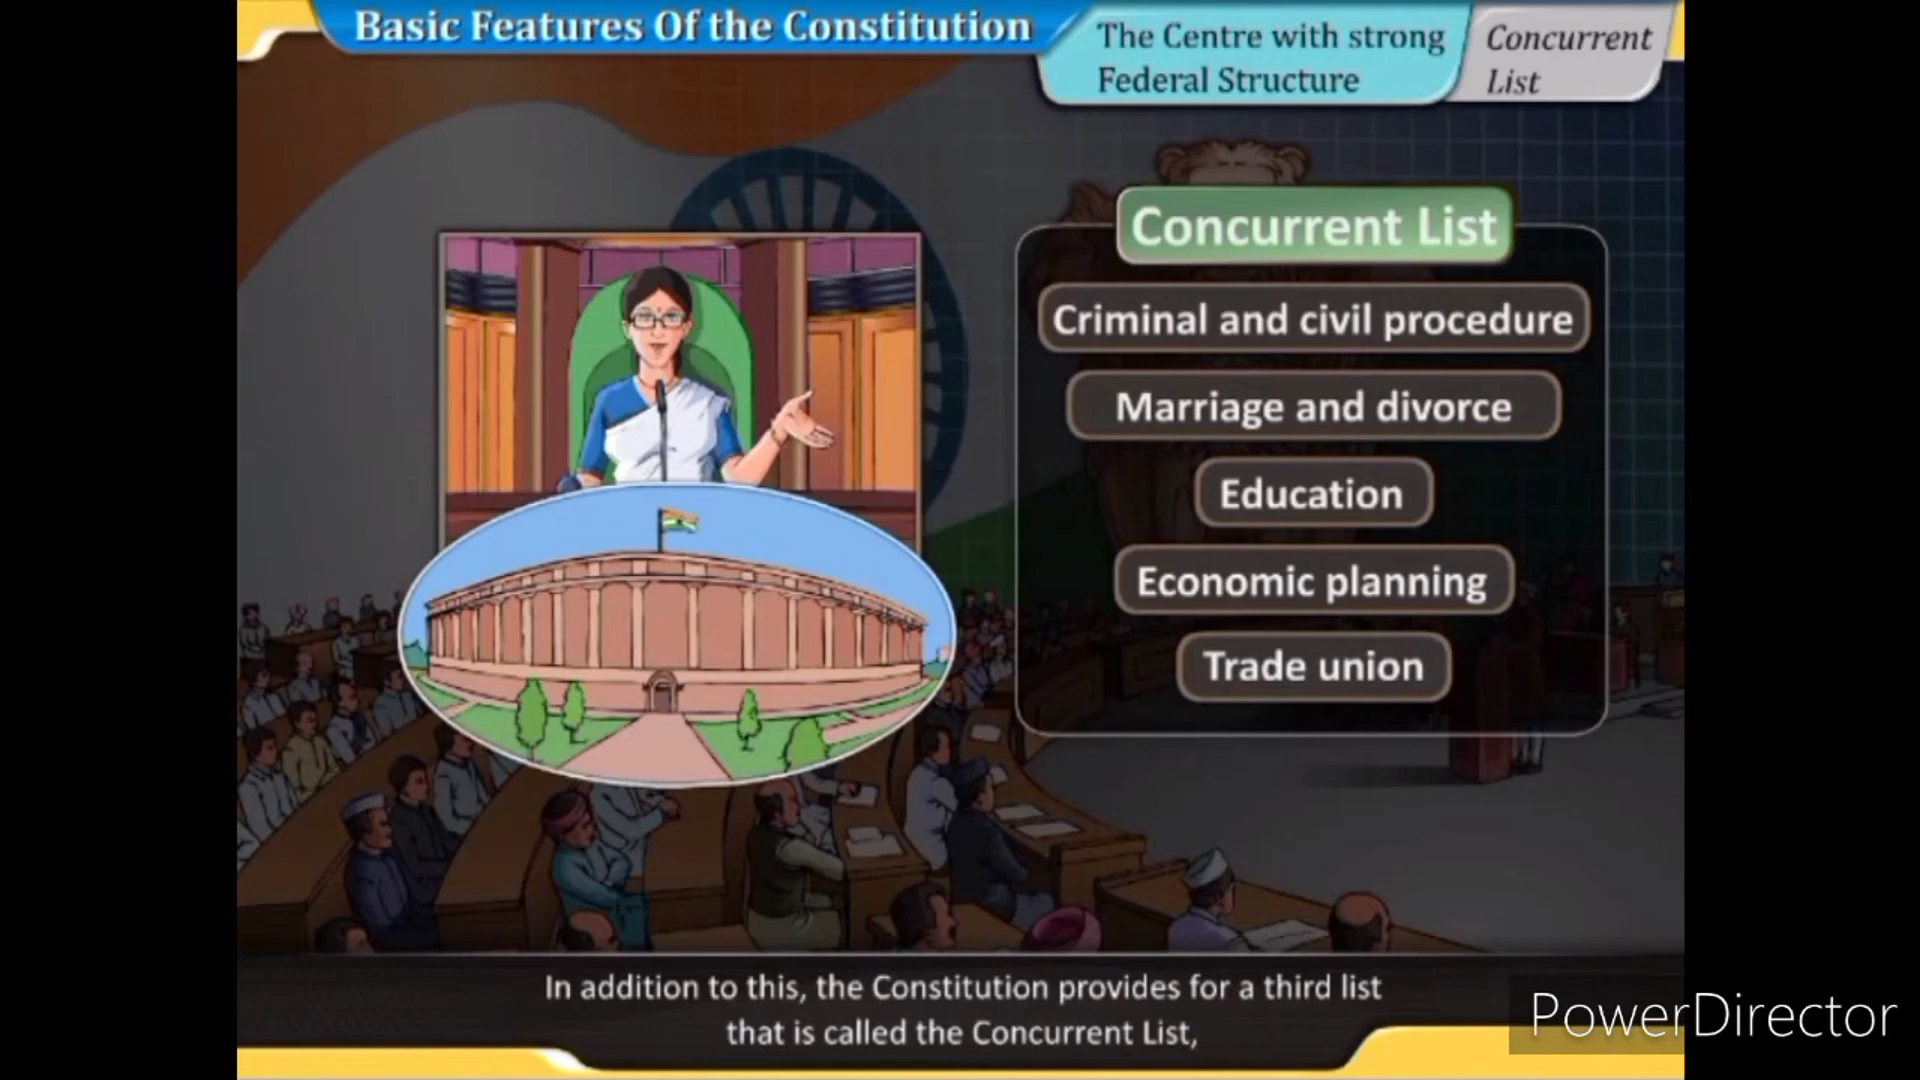 Basic Features Of the Constitution
The Centre with strong
Federal Structure
Concurrent
List
Concurrent List
Criminal and civil procedure
Marriage and divorce
Education
Economic planning
Trade union
In addition to this, the Constitution provides for a third list
that is called the Concurrent List,
PowerDirector